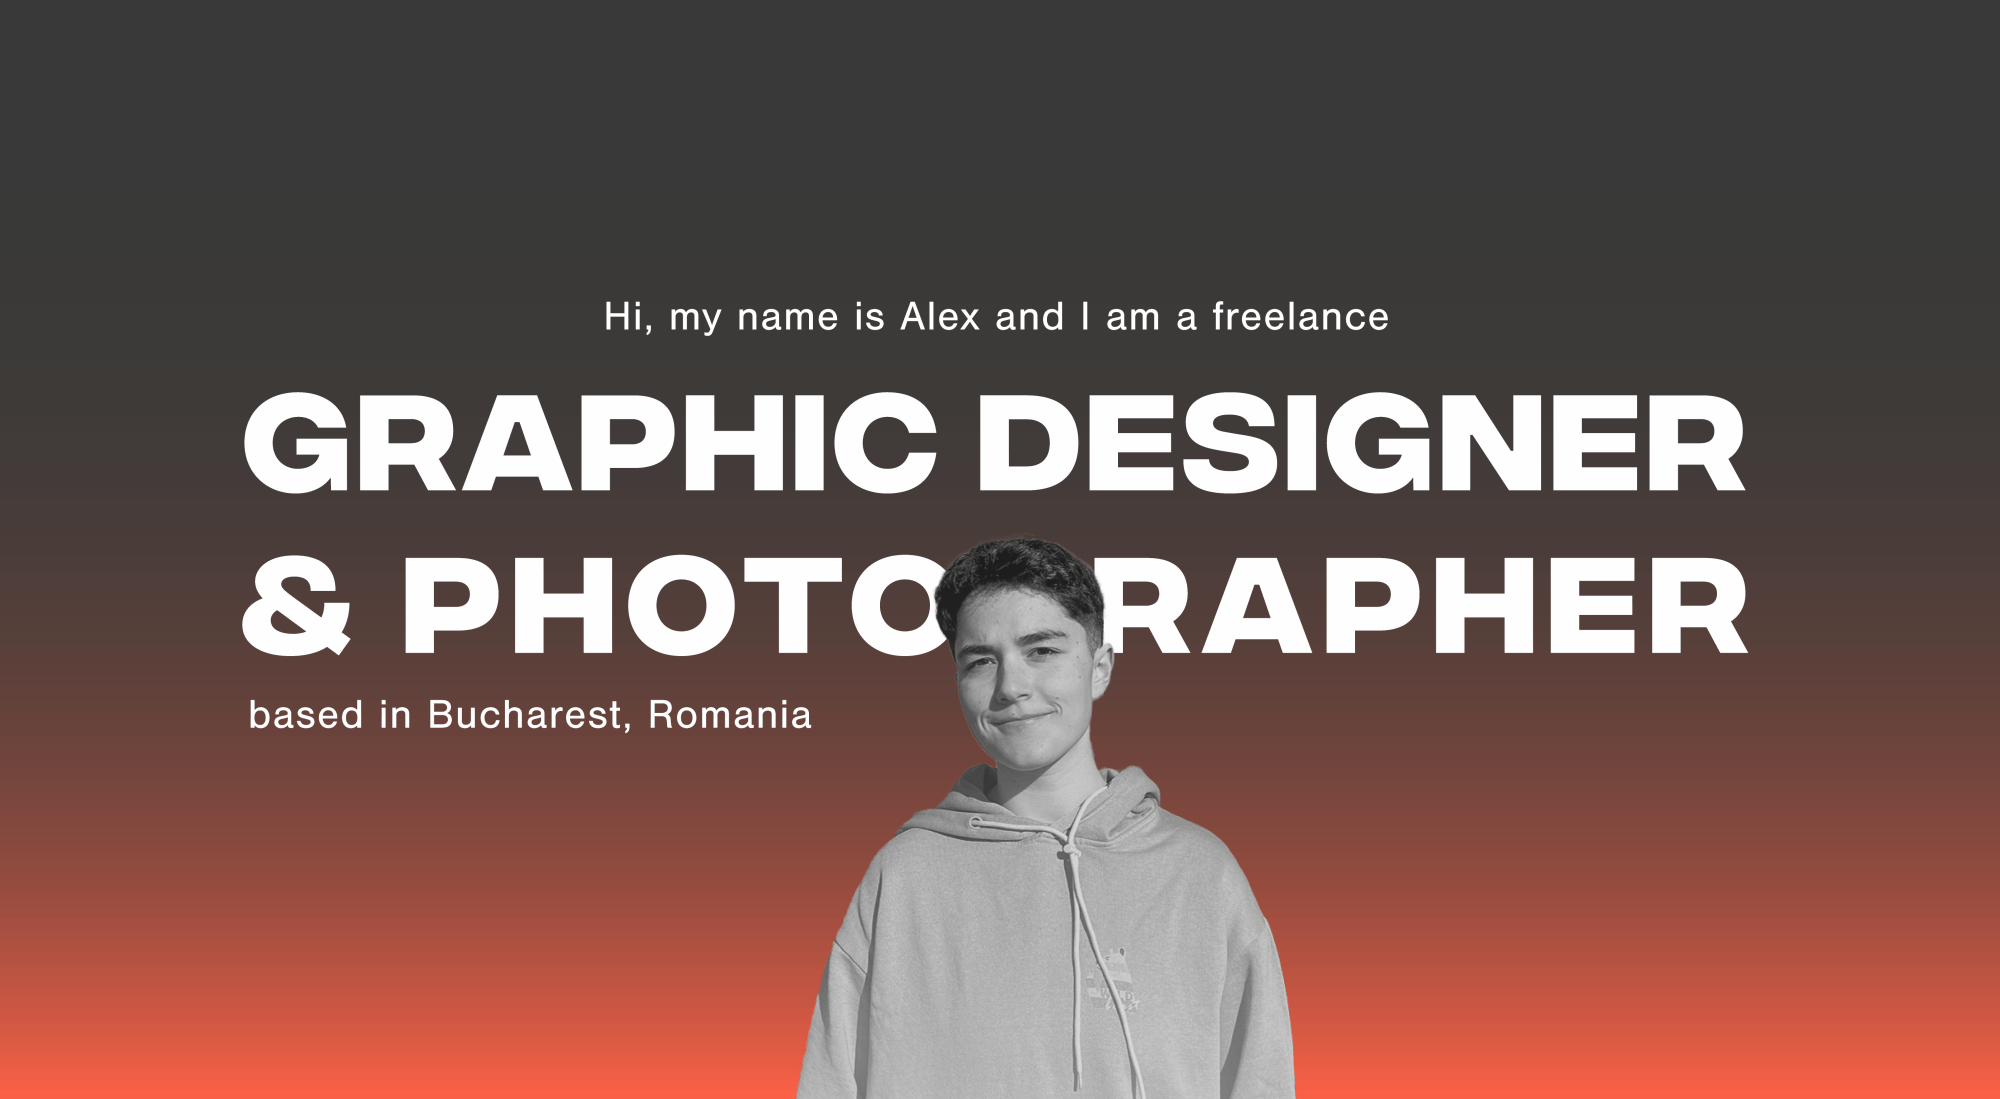 Hi, my name is Alex and I am a freelance
GRAPHIC DESIGNER
& PHOTO RAPHER
based in Bucharest, Romania